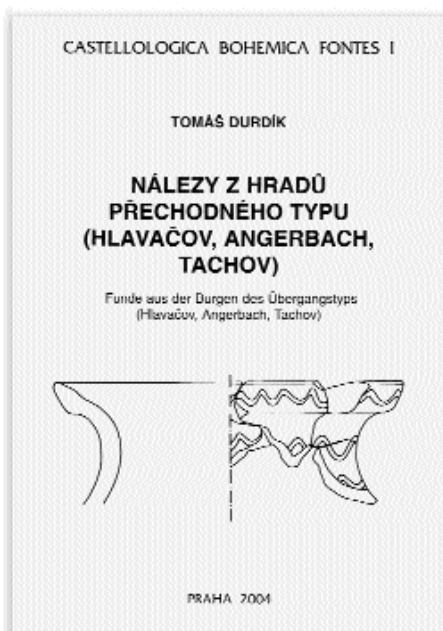 CASTELLOLOGICA BOHEMICA FONTES I
TOMÁŠ DURDÍK
NÁLEZY Z HRADŮ
PŘECHODNÉHO TYPU
(HLAVAČOV, ANGERBACH,
TACHOV)
Funde aus der Burgen des Übergangstyps
(Hlavačov, Angerbach, Tachov)
PRAHA 2004